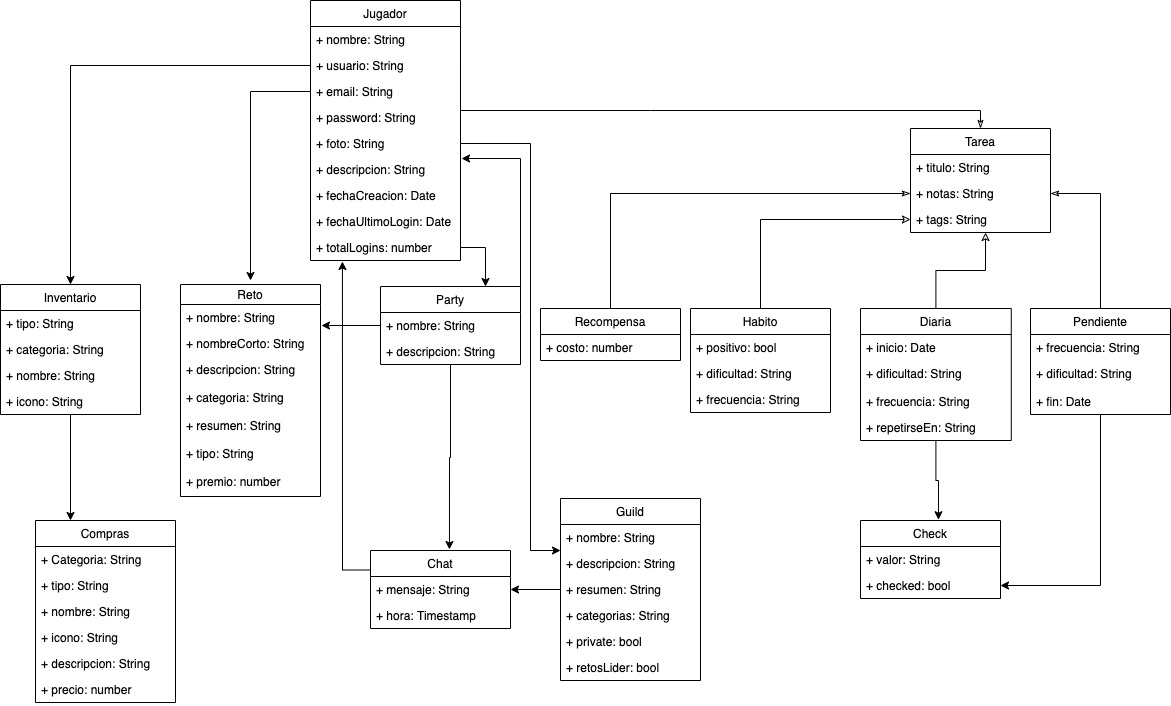 Jugador
+ nombre: String
+ usuario: String
+ email: String
+ password: String
+ foto: String
+ descripcion: String
+ fechaCreacion: Date
+ fechaUltimoLogin: Date
+ totalLogins: number
Tarea
+ titulo: String
+ notas: String
+ tags: String
Inventario
+ tipo: String
+ categoria: String
+ nombre: String
+ icono: String
Reto
+ nombre: String
+ nombreCorto: String
+ descripcion: String
+ categoria: String
+ resumen: String
+ tipo: String
+ premio: number
Party
+ nombre: String
+ descripcion: String
Recompensa
+ costo: number
Habito
+ positivo: bool
+ dificultad: String
+ frecuencia: String
Diaria
+ inicio: Date
+ dificultad: String
+ frecuencia: String
+ repetirseEn: String
Pendiente
+ frecuencia: String
+ dificultad: String
+ fin: Date
Compras
+ Categoria: String
+ tipo: String
+ nombre: String
+ icono: String
+ descripcion: String
+ precio: number
Chat
+ mensaje: String
+ hora: Timestamp
Guild
+ nombre: String
+ descripcion: String
+ resumen: String
+ categorias: String
+ private: bool
+ retosLider: bool
Check
+ valor: String
+ checked: bool